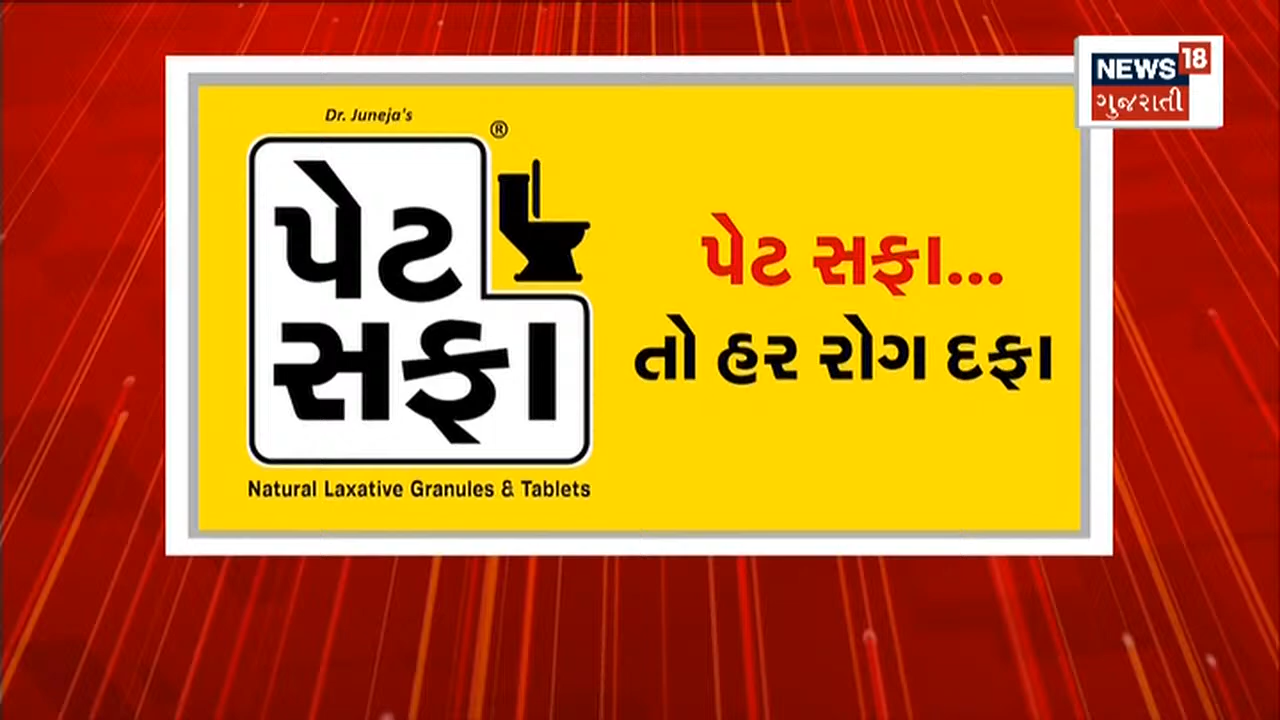 NEWS 18
ગુજરાતી
Dr. Juneja's
®
પેટ
સફા
Natural Laxative Granules & Tablets
પેટ સફા...
તો હર રોગ દફા